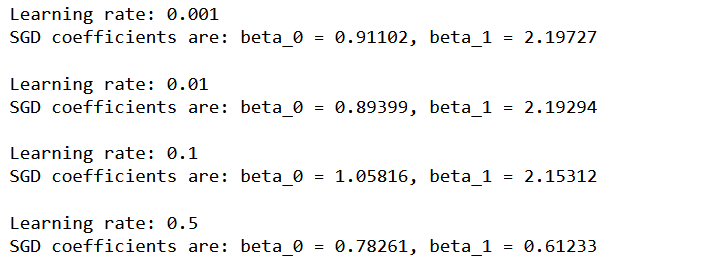 Learning rate: 0.001
SGD coefficients are: beta_0 = 0.91102, beta_1 = 2.19727
Learning rate: 0.01
SGD coefficients are: beta_0 = 0.89399, beta_1 = 2.19294
Learning rate: 0.1
SGD coefficients are: beta_0 = 1.05816, beta_1 = 2.15312
Learning rate: 0.5
SGD coefficients are: beta_0 = 0.78261, beta_1 = 0.61233